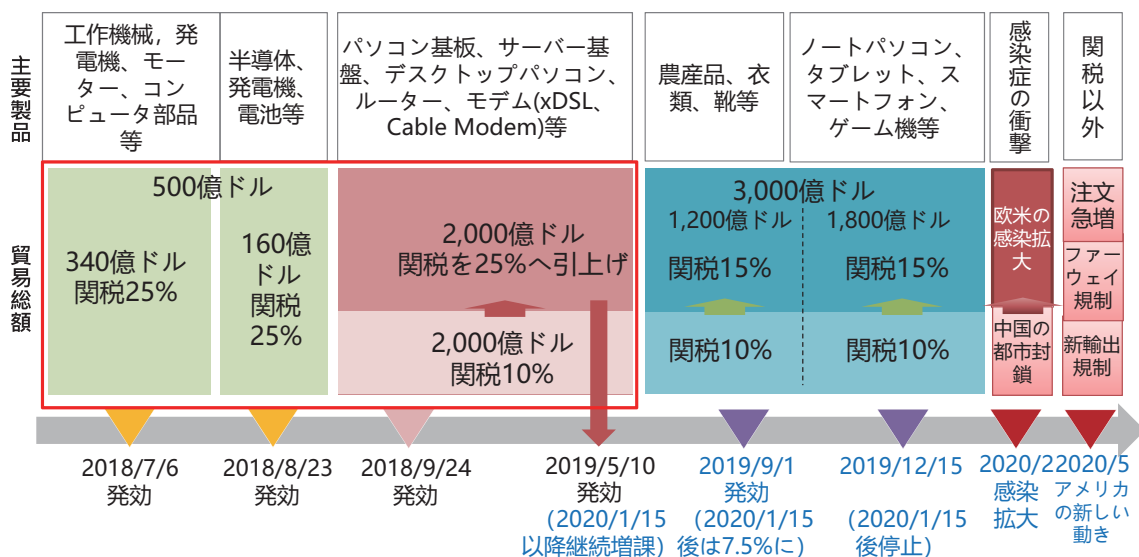 主要製品
工作機械，発
電機、モー
ター、コン
ピュータ部品
等
半導体、
発電機、
電池等
パソコン基板、サーバー基
盤、デスクトップパソコン、
ルーター、モデム(xDSL、
Cable Modem)等
農産品、衣
類、靴等
ノートパソコン、
タブレット、ス
マートフォン、
ゲーム機等
感染症の衝撃
関税以外
貿易総額
500億ドル
340億ドル
関税25%
160億
ドル
関税
25%
2,000億ドル
関税を25%へ引上げ
2,000億ドル
関税10%
3,000億ドル
1,200億ドル
関税15%
関税10%
1,800億ドル
関税15%
関税10%
欧米の
感染拡
大
中国の
都市封
鎖
注文
急増
ファー
ウェイ
規制
新輸出
規制
2018/7/6
発効
2018/8/23
発効
2018/9/24
発効
2019/5/10
発効
（2020/1/15
以降継続増課）
2019/9/1
発効
（2020/1/15
後は7.5%に）
2019/12/15
（2020/1/15
後停止）
2020/2
感染
拡大
2020/5
アメリカ
の新しい
動き